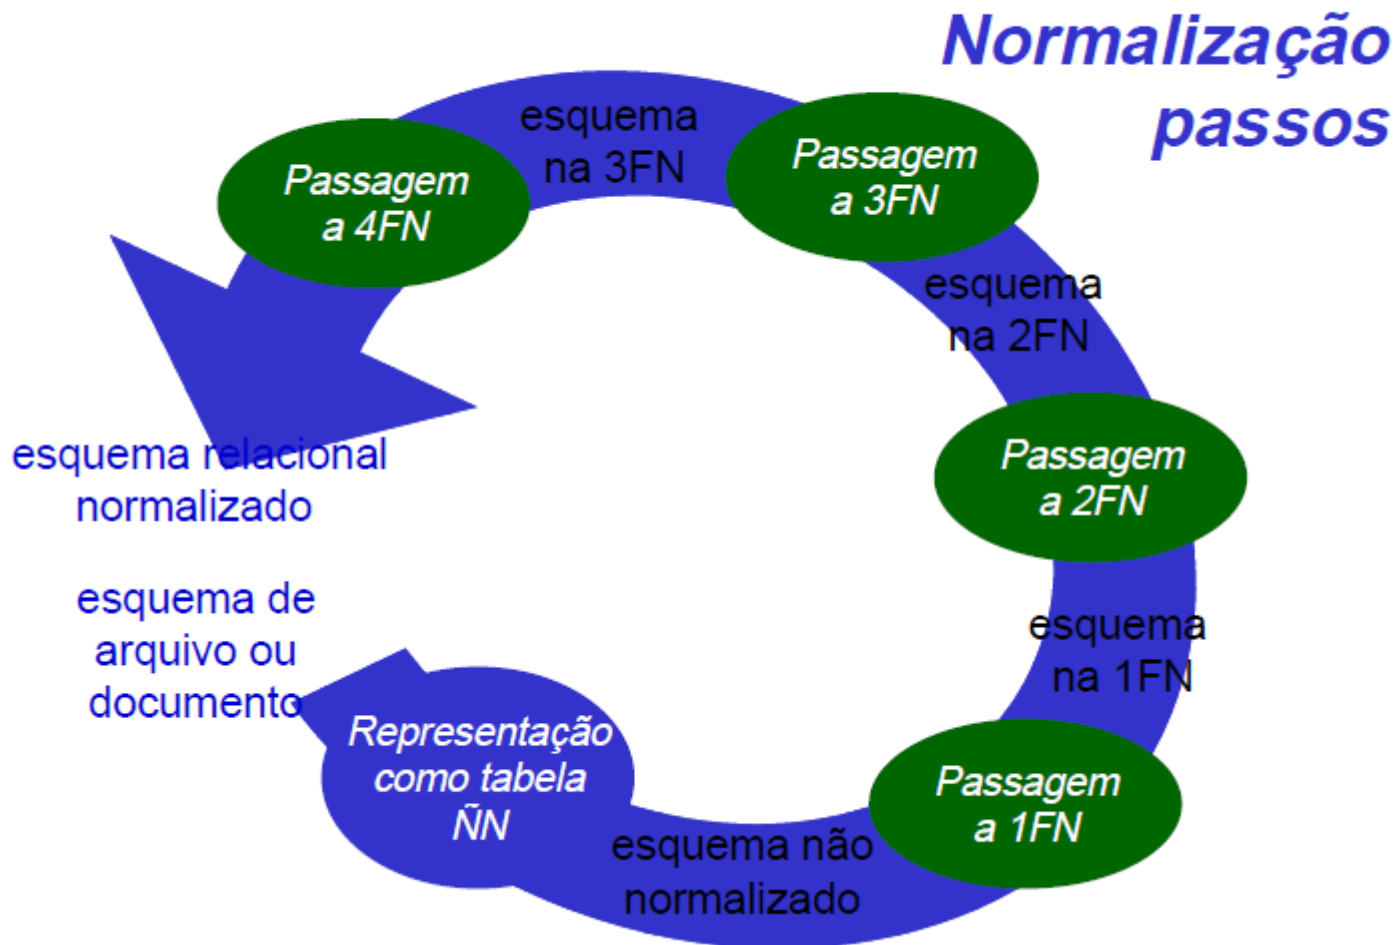 Normalização
passos
esquema
na 3FN
Passagem
a 3FN
Passagem
a 4FN
esquema
na 2FN
esquema relacional
normalizado
Passagem
a 2FN
esquema de
arquivo ou
documento
esquema
na 1FN
Representação
como tabela
ÑN
Passagem
a 1FN
esquema não
normalizado